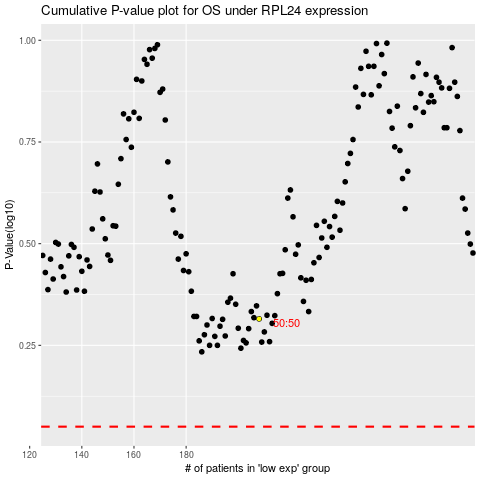 Cumulative P-value plot for OS under RPL24 expression
1.00
0.75
0.50
0.25
P-Value(log10)
50:50
120 140 160 180
# of patients in 'low exp' group